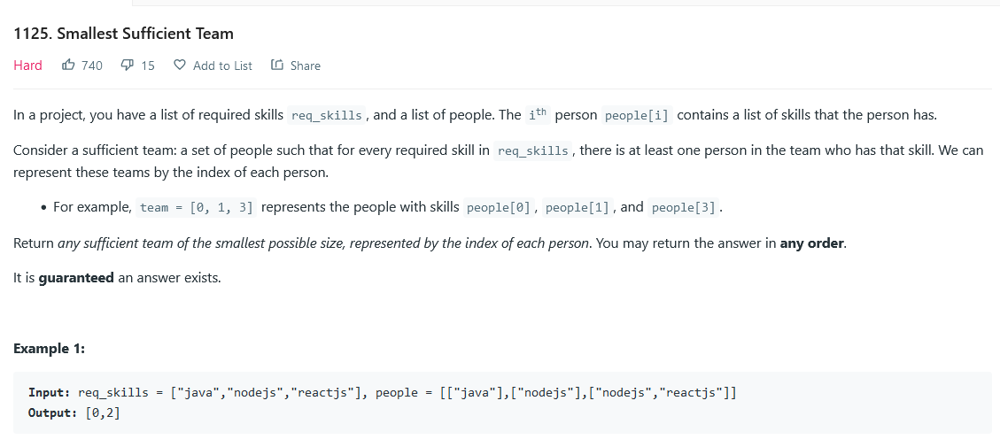 1125. Smallest Sufficient Team
Hard 740 15 Add to List Share
In a project, you have a list of required skills req_skills, and a list of people. The ith person people[i] contains a list of skills that the person has.
Consider a sufficient team: a set of people such that for every required skill in req_skills, there is at least one person in the team who has that skill. We can
represent these teams by the index of each person.
• For example, team = [0, 1, 3] represents the people with skills people[0], people[1], and people[3].
Return any sufficient team of the smallest possible size, represented by the index of each person. You may return the answer in any order.
It is guaranteed an answer exists.
Example 1:
Input: req_skills = ["java","nodejs","reactjs"], people = [["java"],["nodejs"],["nodejs","reactjs"]]
Output: [0,2]